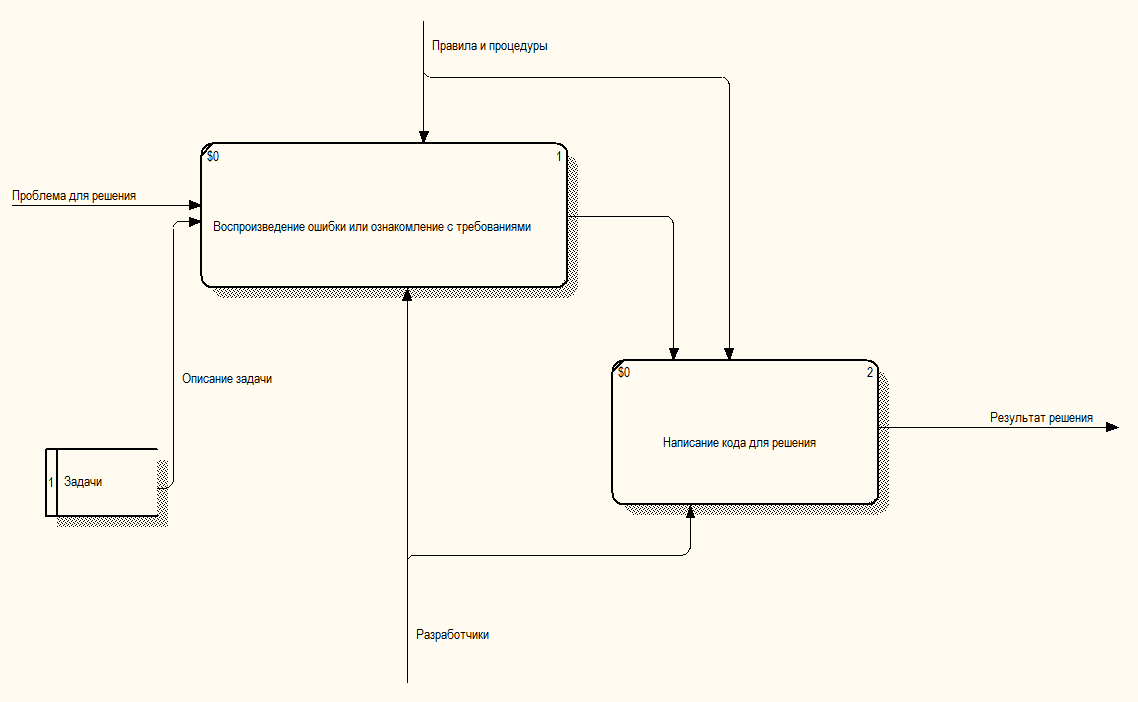 Правила и процедуры
$0
1
Проблема для решения
Воспроизведение ошибки или ознакомление с требованиями
Описание задачи
$0
2
Результат решения
Написание кода для решения
1
Задачи
Разработчики